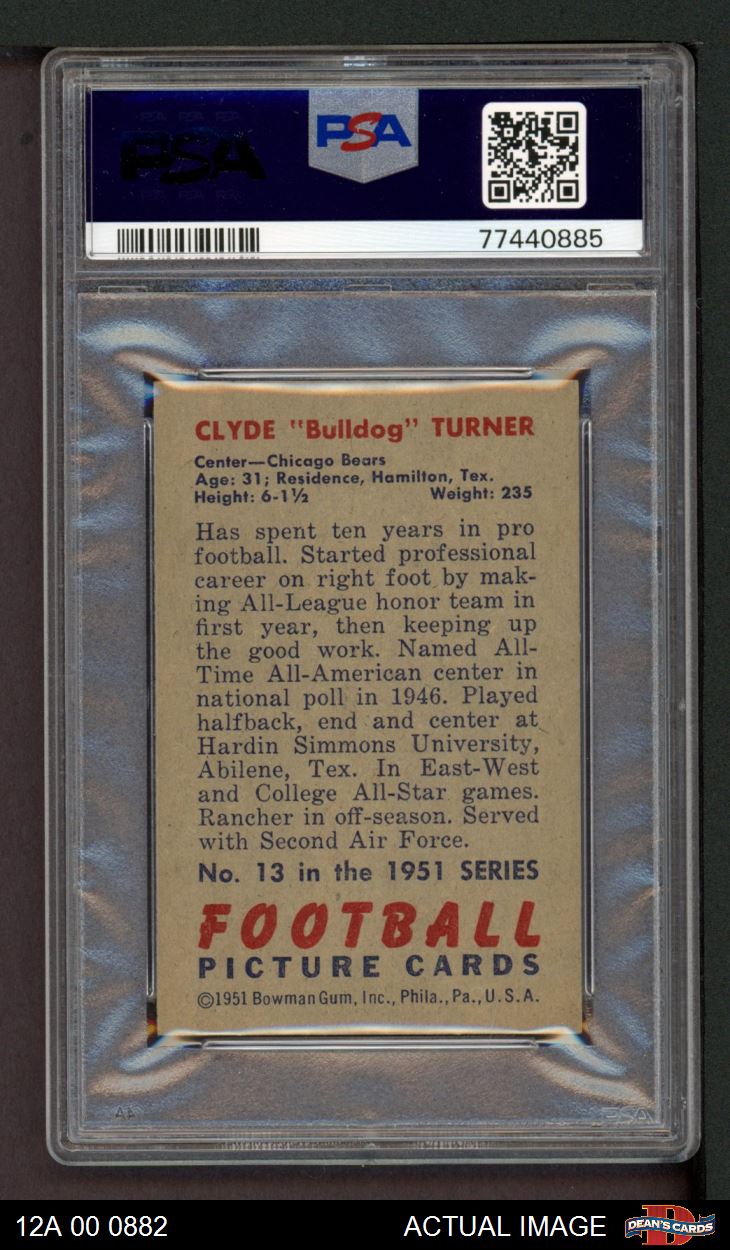 PSA
PSA
77440885
CLYDE "Bulldog" TURNER
Center—Chicago Bears
Age: 31; Residence, Hamilton, Tex.
Height: 6-1½ Weight: 235
Has spent ten years in pro
football. Started professional
career on right foot by mak-
ing All-League honor team in
first year, then keeping up
the good work. Named All-
Time All-American center in
national poll in 1946. Played
halfback, end and center at
Hardin Simmons University,
Abilene, Tex. In East-West
and College All-Star games.
Rancher in off-season. Served
with Second Air Force.
No. 13 in the 1951 SERIES
FOOTBALL
PICTURE CARDS
©1951 Bowman Gum, Inc., Phila., Pa., U.S.A.
PSA
12A 00 0882 ACTUAL IMAGE DEAN'S CARDS